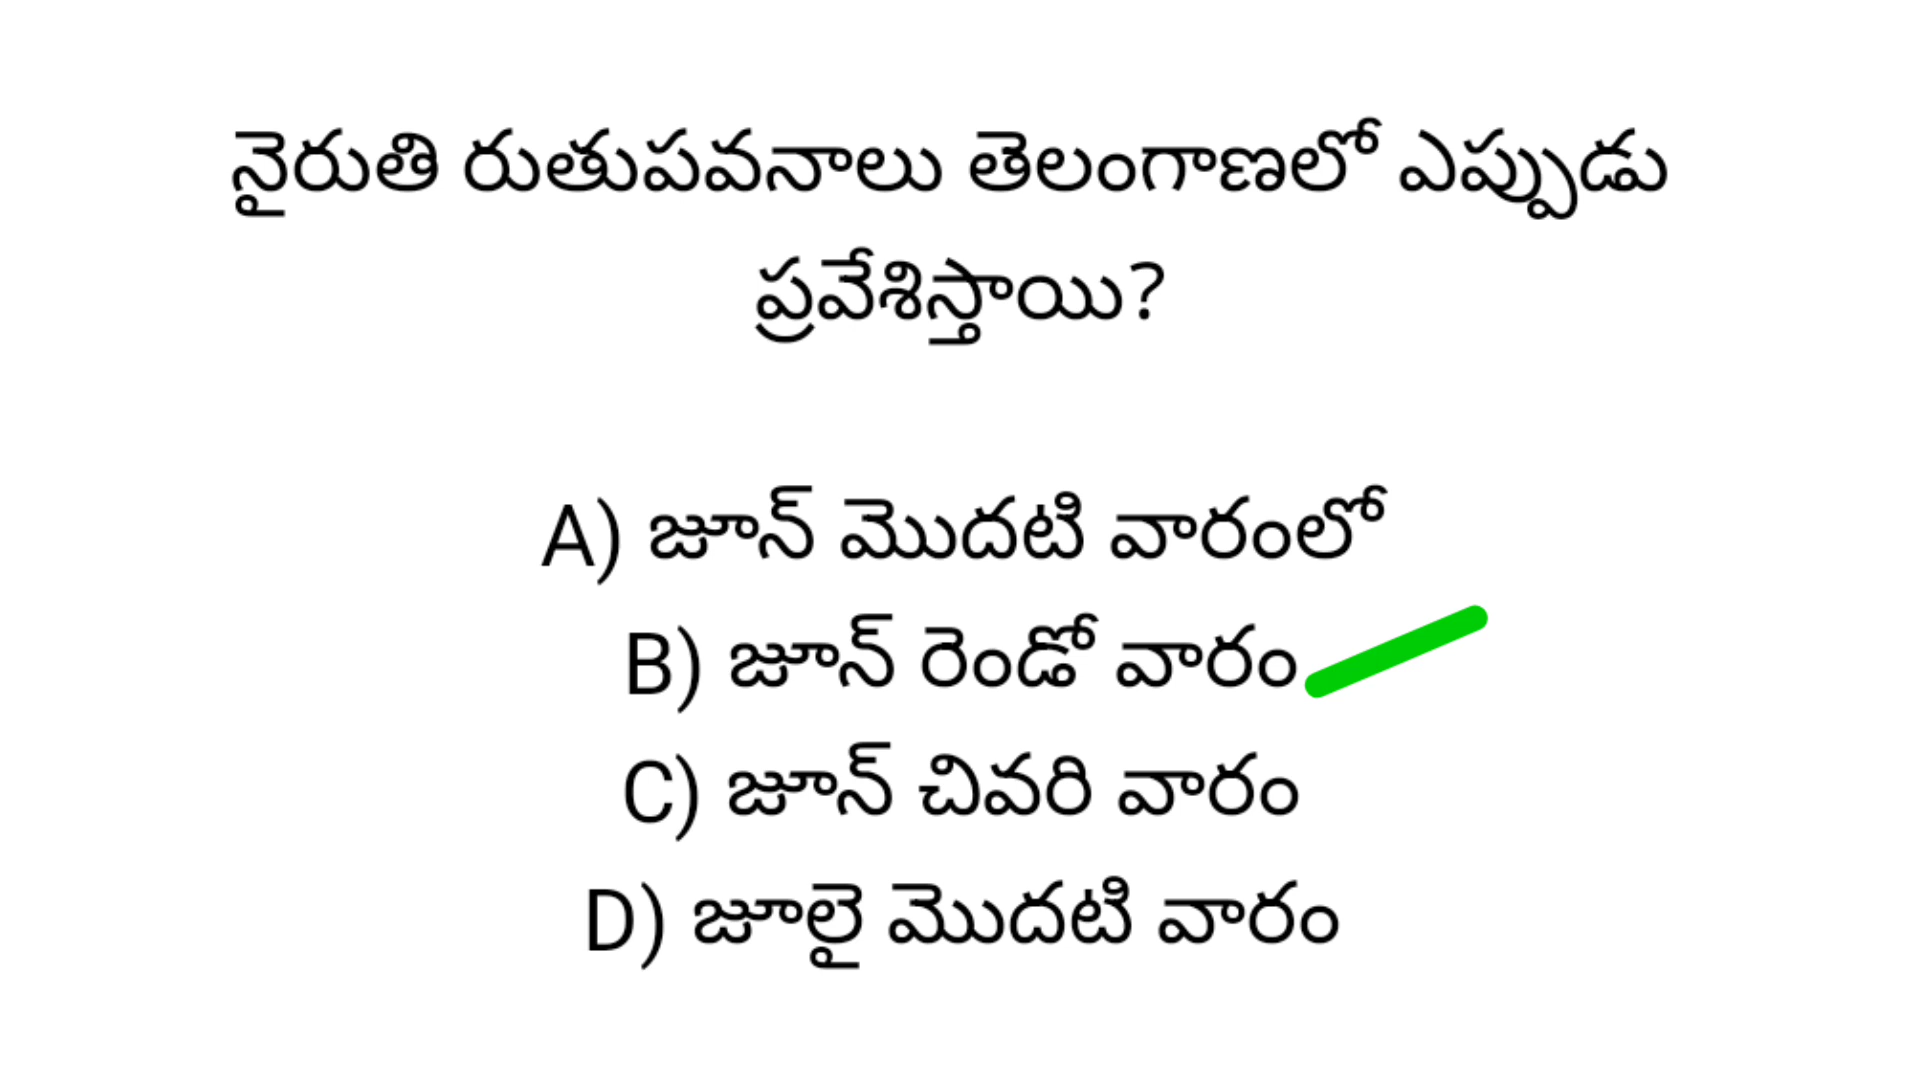 నైరుతి రుతుపవనాలు తెలంగాణలో ఎప్పుడు
ప్రవేశిస్తాయి?
A) జూన్ మొదటి వారంలో
B) జూన్ రెండో వారం
C) జూన్ చివరి వారం
D) జూలై మొదటి వారం